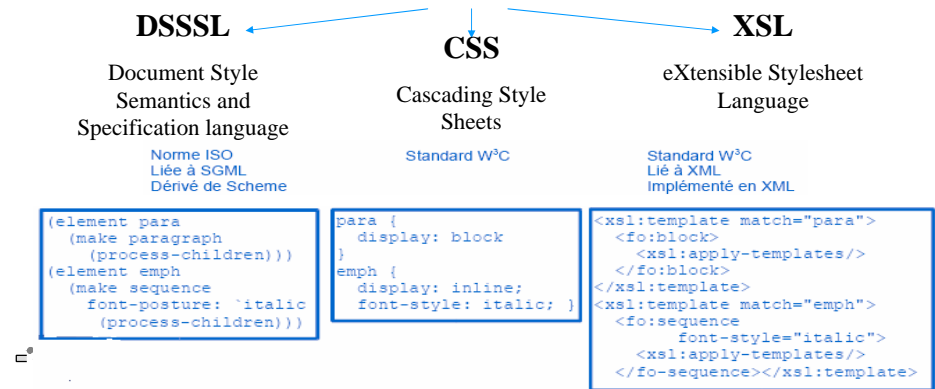 DSSSL
Document Style
Semantics and
Specification language
Norme ISO
Liée à SGML
Dérivé de Scheme
(element para
(make paragraph
(process-children)))
(element emph
(make sequence
font-posture: `italic
(process-children)))
CSS
Cascading Style
Sheets
Standard W³C
para {
display: block
}
emph {
display: inline;
font-style: italic; }
XSL
eXtensible Stylesheet
Language
Standard W³C
Lié à XML
Implémenté en XML
<xsl:template match="para">
<fo:block>
<xsl:apply-templates/>
</fo:block>
</xsl:template>
<xsl:template match="emph">
<fo:sequence
font-style="italic">
<xsl:apply-templates/>
</fo-sequence></xsl:template>